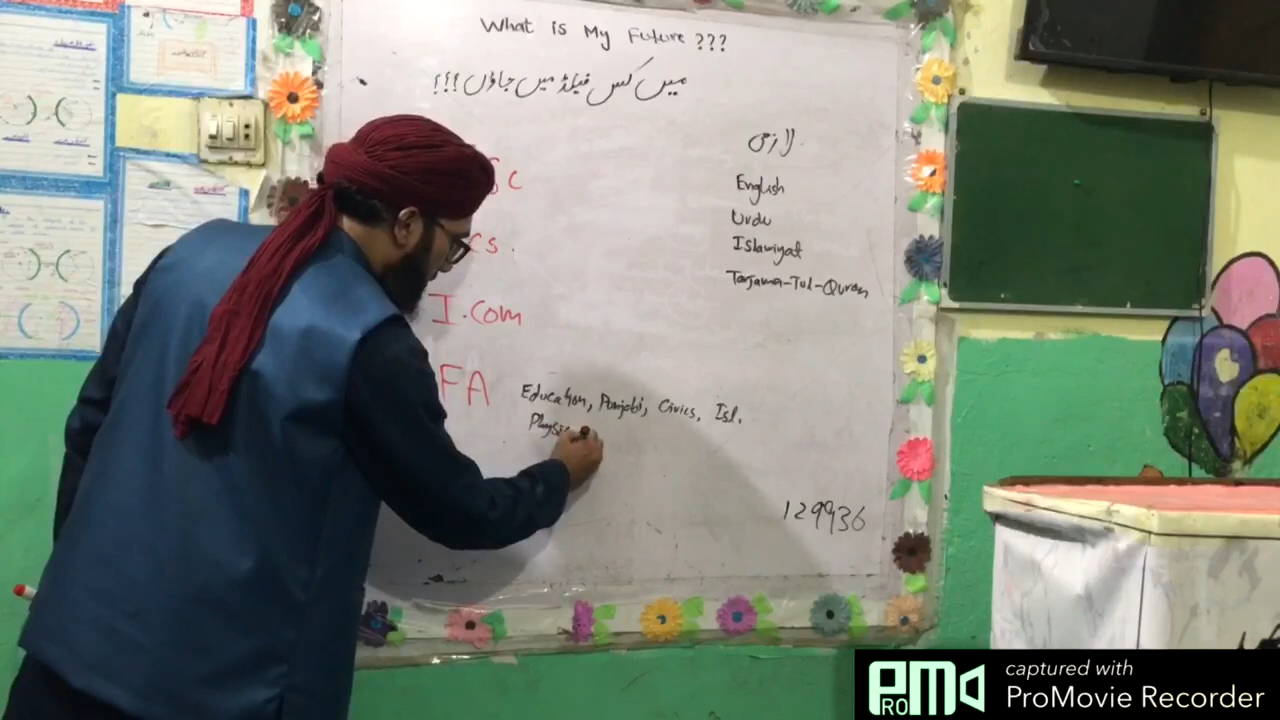 What is My Future ???
میں کس فیلڈ میں جاؤں ؟؟؟
لازمی
English
Urdu
Islamiyat
Tarjama-Tul-Quran
I.com
FA
Education, Punjabi, Civics, Isl.
129936
PRO
captured with
ProMovie Recorder